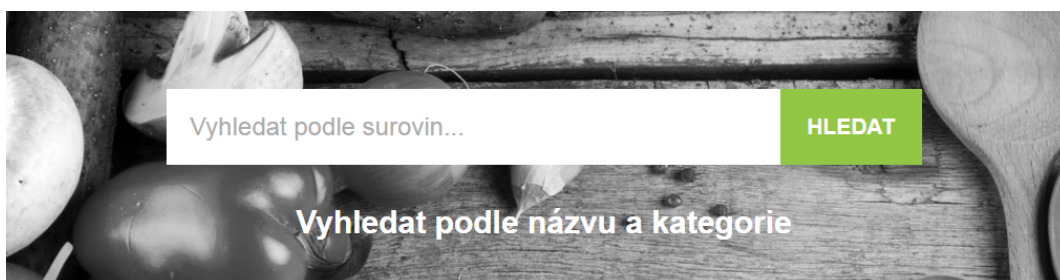 Vyhledat podle surovin...
HLEDAT
Vyhledat podle názvu a kategorie